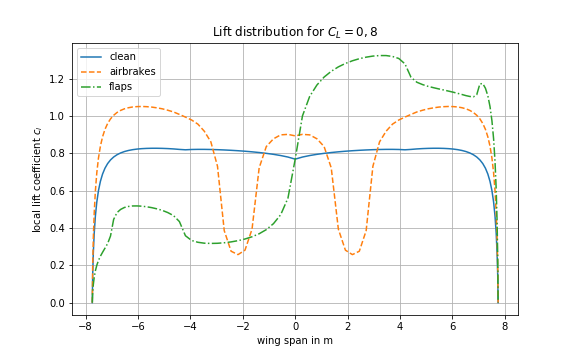 Lift distribution for C_L = 0, 8
clean
airbrakes
flaps
local lift coefficient c_l
1.2
1.0
0.8
0.6
0.4
0.2
0.0
−8 −6 −4 −2 0 2 4 6 8
wing span in m